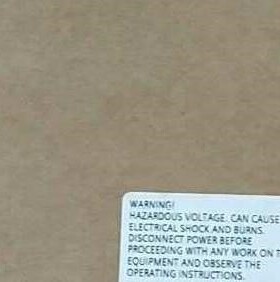 WARNING!
HAZARDOUS VOLTAGE. CAN CAUSE
ELECTRICAL SHOCK AND BURNS.
DISCONNECT POWER BEFORE
PROCEEDING WITH ANY WORK ON T
EQUIPMENT AND OBSERVE THE
OPERATING INSTRUCTIONS.